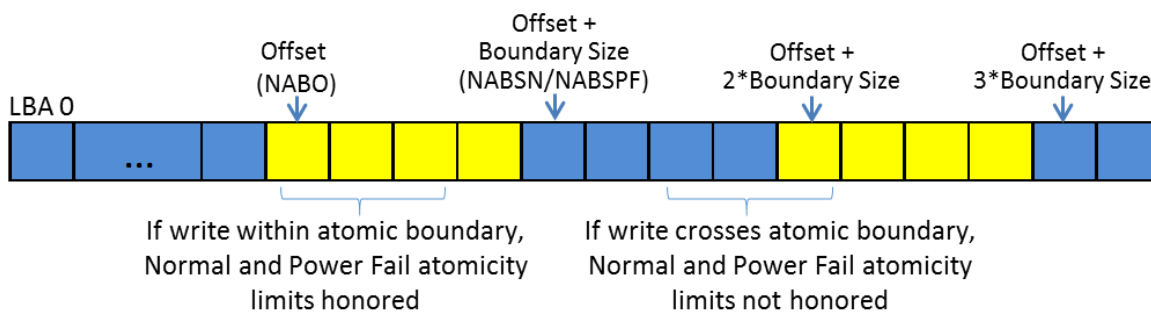 Offset
(NABO)
Offset +
Boundary Size
(NABSN/NABSPF)
Offset +
2*Boundary Size
Offset +
3*Boundary Size
LBA 0
...
If write within atomic boundary,
Normal and Power Fail atomicity
limits honored
If write crosses atomic boundary,
Normal and Power Fail atomicity
limits not honored